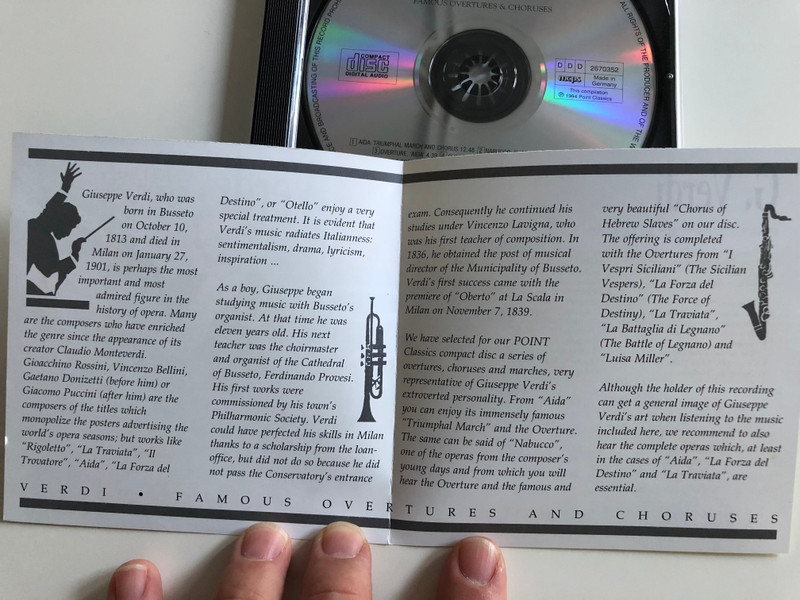 FAMOUS OVERTURES & CHORUSES
ALL RIGHTS OF THE PRODUCER AND OF THE
AND BROADCASTING OF THIS RECORD
COMPACT
disc
DIGITAL AUDIO
D D D 2670352
mcps Made in
Germany
This compilation
℗ 1994 Point Classics
1 AIDA, TRIUMPHAL MARCH AND CHORUS
Giuseppe Verdi, who was
born in Busseto
on October 10,
1813 and died in
Milan on January 27,
1901, is perhaps the most
important and most
admired figure in the
history of opera. Many
are the composers who have enriched
the genre since the appearance of its
creator Claudio Monteverdi.
Gioacchino Rossini, Vincenzo Bellini,
Gaetano Donizetti (before him) or
Giacomo Puccini (after him) are the
composers of the titles which
monopolize the posters advertising the
world's opera seasons; but works like
"Rigoletto", "La Traviata", "Il
Trovatore", "Aida", "La Forza del
Destino", or "Otello" enjoy a very
special treatment. It is evident that
Verdi's music radiates Italianness:
sentimentalism, drama, lyricism,
inspiration ...
As a boy, Giuseppe began
studying music with Busseto's
organist. At that time he was
eleven years old. His next
teacher was the choirmaster
and organist of the Cathedral
of Busseto, Ferdinando Provesi.
His first works were
commissioned by his town's
Philharmonic Society. Verdi
could have perfected his skills in Milan
thanks to a scholarship from the loan-
office, but did not do so because he did
not pass the Conservatory's entrance
exam. Consequently he continued his
studies under Vincenzo Lavigna, who
was his first teacher of composition. In
1836, he obtained the post of musical
director of the Municipality of Busseto.
Verdi's first success came with the
premiere of "Oberto" at La Scala in
Milan on November 7, 1839.
We have selected for our POINT
Classics compact disc a series of
overtures, choruses and marches, very
representative of Giuseppe Verdi's
extroverted personality. From "Aida"
you can enjoy its immensely famous
"Triumphal March" and the Overture.
The same can be said of "Nabucco",
one of the operas from the composer's
young days and from which you will
hear the Overture and the famous and
very beautiful "Chorus of
Hebrew Slaves" on our disc.
The offering is completed
with the Overtures from "I
Vespri Siciliani" (The Sicilian
Vespers), "La Forza del
Destino" (The Force of
Destiny), "La Traviata",
"La Battaglia di Legnano"
(The Battle of Legnano) and
"Luisa Miller".
Although the holder of this recording
can get a general image of Giuseppe
Verdi's art when listening to the music
included here, we recommend to also
hear the complete operas which, at least
in the cases of "Aida", "La Forza del
Destino" and "La Traviata", are
essential.
VERDI • FAMOUS OVERTURES AND CHORUSES